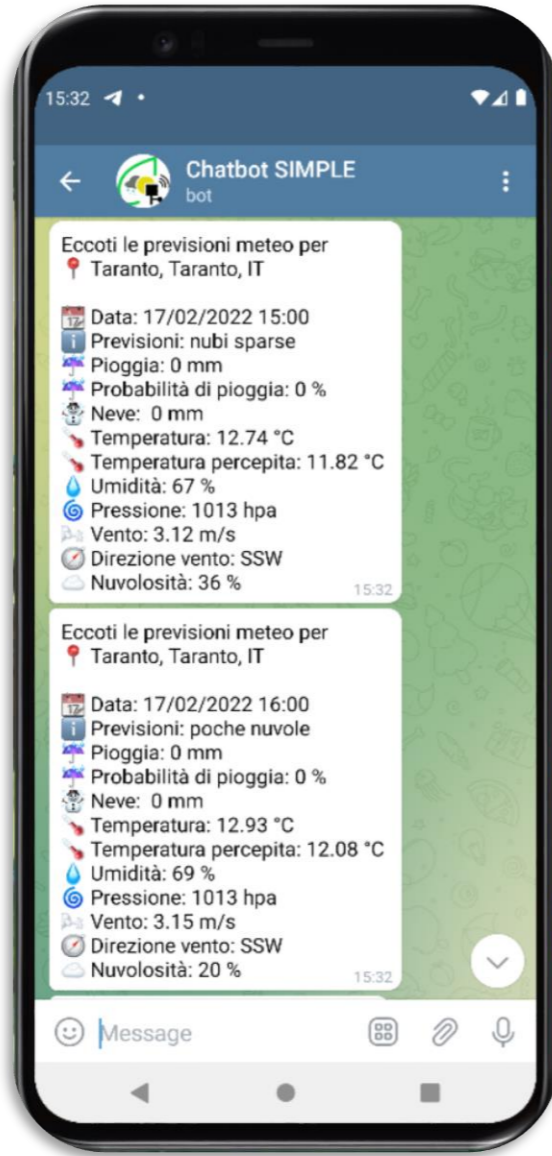 15:32
Chatbot SIMPLE
bot
Eccoti le previsioni meteo per
📍 Taranto, Taranto, IT
📅 Data: 17/02/2022 15:00
ℹ️ Previsioni: nubi sparse
☔ Pioggia: 0 mm
☔ Probabilità di pioggia: 0 %
☃️ Neve:  0 mm
🌡️ Temperatura: 12.74 °C
🌡️ Temperatura percepita: 11.82 °C
💧 Umidità: 67 %
🌀 Pressione: 1013 hpa
🌬️ Vento: 3.12 m/s
🧭 Direzione vento: SSW
☁️ Nuvolosità: 36 %
15:32
Eccoti le previsioni meteo per
📍 Taranto, Taranto, IT
📅 Data: 17/02/2022 16:00
ℹ️ Previsioni: poche nuvole
☔ Pioggia: 0 mm
☔ Probabilità di pioggia: 0 %
☃️ Neve:  0 mm
🌡️ Temperatura: 12.93 °C
🌡️ Temperatura percepita: 12.08 °C
💧 Umidità: 69 %
🌀 Pressione: 1013 hpa
🌬️ Vento: 3.15 m/s
🧭 Direzione vento: SSW
☁️ Nuvolosità: 20 %
15:32
Message